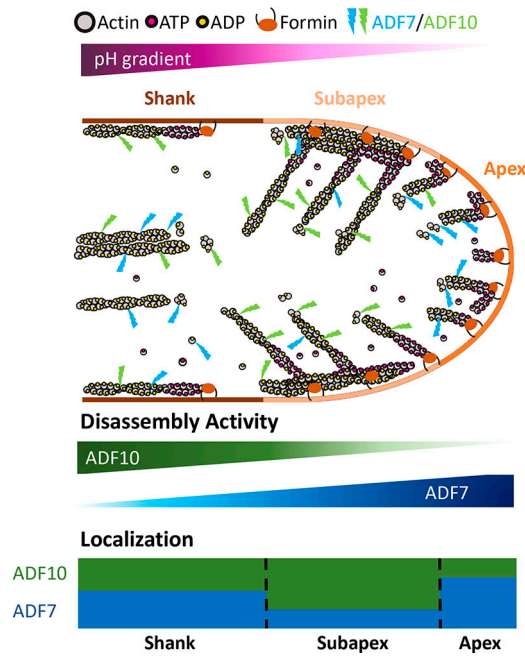 Actin ATP ADP Formin ADF7/ADF10
pH gradient
Shank Subapex
Apex
Disassembly Activity
ADF10
ADF7
Localization
ADF10
ADF7
Shank Subapex Apex